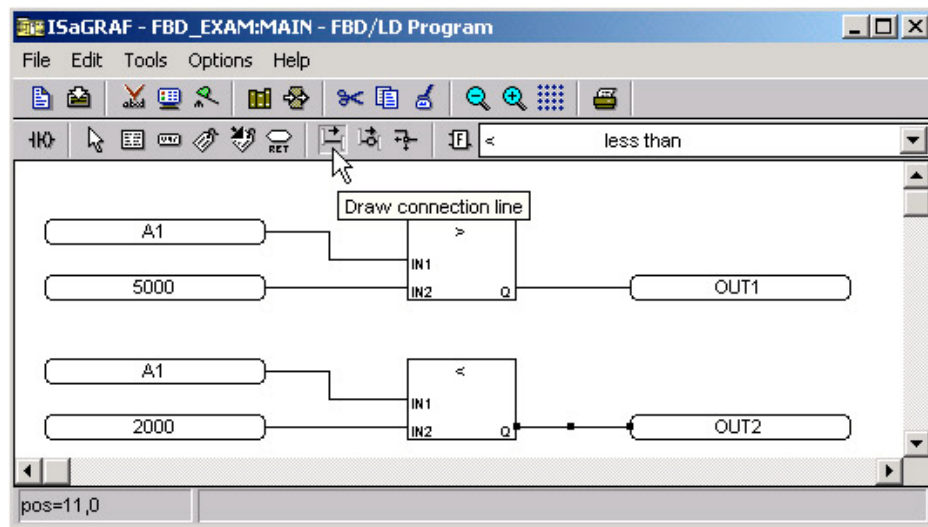 ISaGRAF - FBD_EXAM:MAIN - FBD/LD Program
File Edit Tools Options Help
RET
F < less than
Draw connection line
A1 >
IN1
5000 IN2 Q OUT1
A1 <
IN1
2000 IN2 Q OUT2
pos=11,0